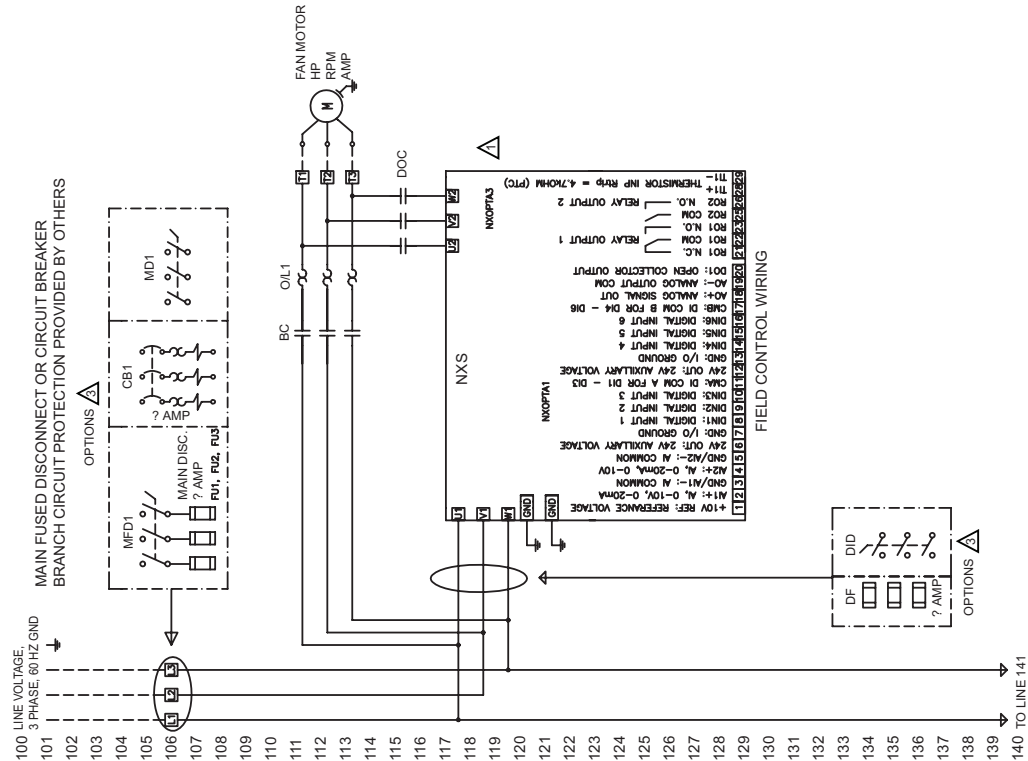 MAIN FUSED DISCONNECT OR CIRCUIT BREAKER
BRANCH CIRCUIT PROTECTION PROVIDED BY OTHERS
OPTIONS 3
MFD1
MAIN DISC.
? AMP
FU1, FU2, FU3
CB1
? AMP
MD1
100 LINE VOLTAGE,
3 PHASE, 60 HZ GND
101
102
103
104
105
106
107
108
109
110
111
112
113
114
115
116
117
118
119
120
121
122
123
124
125
126
127
128
129
130
131
132
133
134
135
136
137
138
139
140 TO LINE 141
L1
L2
L3
BC
O/L1
T1
T2
T3
FAN MOTOR
HP
RPM
AMP
M
DOC
U2
V2
W2
1
NXS
NXOPTA1
NXOPTA3
U1
V1
W1
GND
GND
1 +10V REF: REFERANCE VOLTAGE
2 AI1+: AI, 0-10V, 0-20mA
3 GND/AI1-: AI COMMON
4 AI2+: AI, 0-20mA, 0-10V
5 GND/AI2-: AI COMMON
6 24V OUT: 24V AUXILLARY VOLTAGE
7 GND: I/O GROUND
8 DIN1: DIGITAL INPUT 1
9 DIN2: DIGITAL INPUT 2
10 DIN3: DIGITAL INPUT 3
11 CMA: DI COM A FOR DI1 - DI3
12 24V OUT: 24V AUXILLARY VOLTAGE
13 GND: I/O GROUND
14 DIN4: DIGITAL INPUT 4
15 DIN5: DIGITAL INPUT 5
16 DIN6: DIGITAL INPUT 6
17 CMB: DI COM B FOR DI4 - DI6
18 AO+: ANALOG SIGNAL OUT
19 AO-: ANALOG OUTPUT COM
20 DO1: OPEN COLLECTOR OUTPUT
21 RO1 N.C.
22 RO1 COM
RELAY OUTPUT 1
23 RO1 N.O.
25 RO2 COM
RELAY OUTPUT 2
26 RO2 N.O.
28 TI1+
THERMISTOR INP Rtrip = 4.7KOHM (PTC)
29 TI1-
FIELD CONTROL WIRING
DF
? AMP
DID
OPTIONS 3